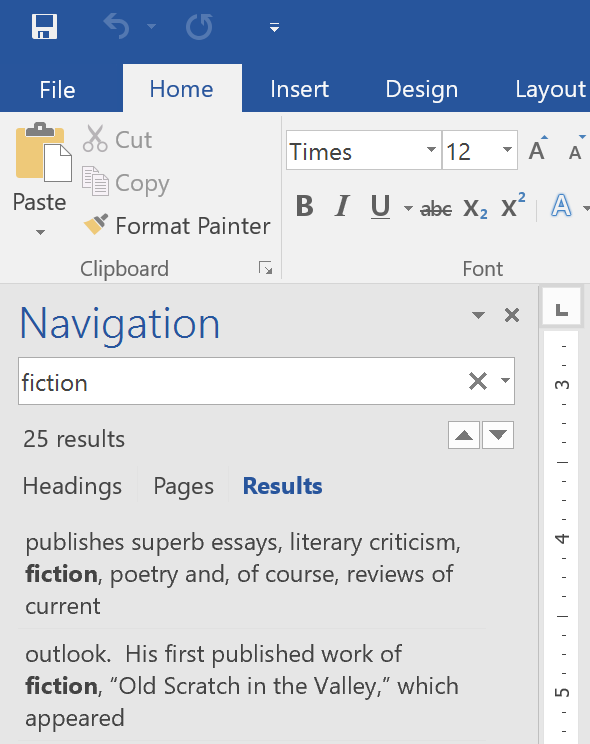 File Home Insert Design Layout
Cut
Copy
Paste
Format Painter
Clipboard
Times 12 A A
B I U abc X₂ X² A
Font
Navigation
L
fiction
25 results
Headings Pages Results
publishes superb essays, literary criticism,
fiction, poetry and, of course, reviews of
current
outlook.  His first published work of
fiction, “Old Scratch in the Valley,” which
appeared
3
4
5